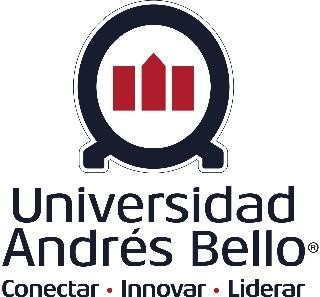 Universidad
Andrés Bello®
Conectar • Innovar • Liderar